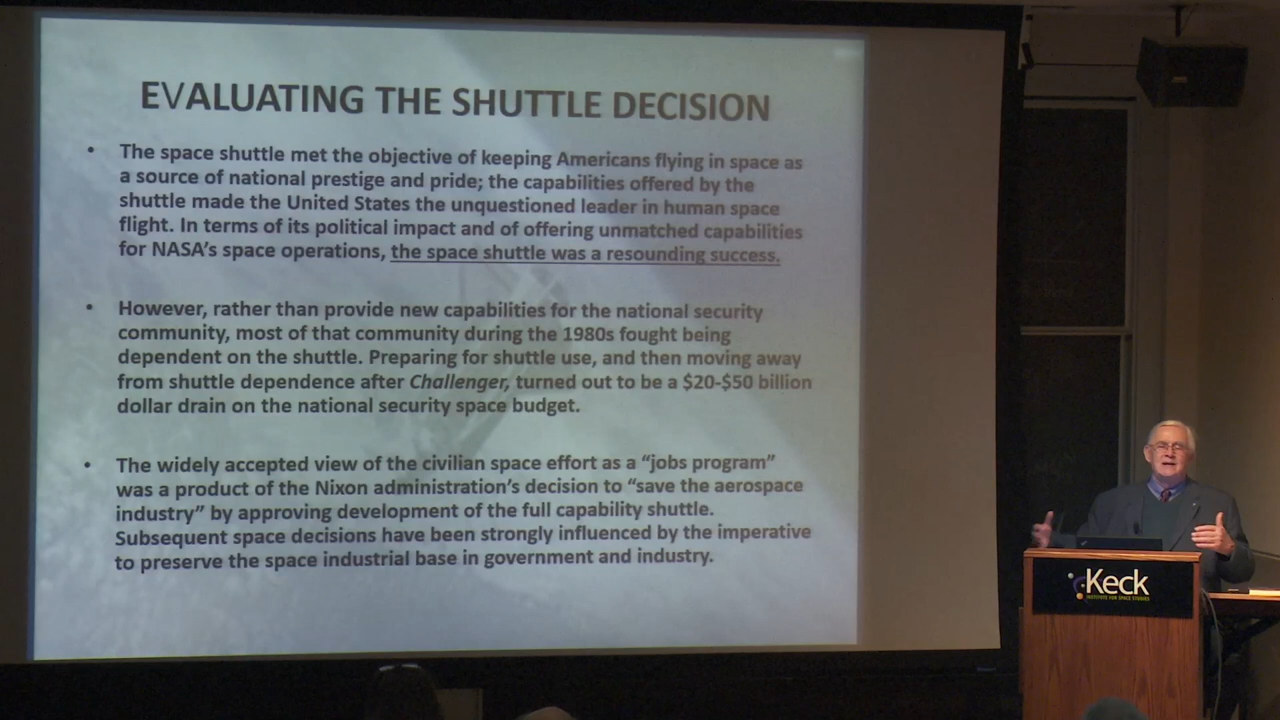 EVALUATING THE SHUTTLE DECISION
• The space shuttle met the objective of keeping Americans flying in space as
a source of national prestige and pride; the capabilities offered by the
shuttle made the United States the unquestioned leader in human space
flight. In terms of its political impact and of offering unmatched capabilities
for NASA's space operations, the space shuttle was a resounding success.
• However, rather than provide new capabilities for the national security
community, most of that community during the 1980s fought being
dependent on the shuttle. Preparing for shuttle use, and then moving away
from shuttle dependence after Challenger, turned out to be a $20-$50 billion
dollar drain on the national security space budget.
• The widely accepted view of the civilian space effort as a “jobs program”
was a product of the Nixon administration's decision to “save the aerospace
industry” by approving development of the full capability shuttle.
Subsequent space decisions have been strongly influenced by the imperative
to preserve the space industrial base in government and industry.
Keck
INSTITUTE FOR SPACE STUDIES